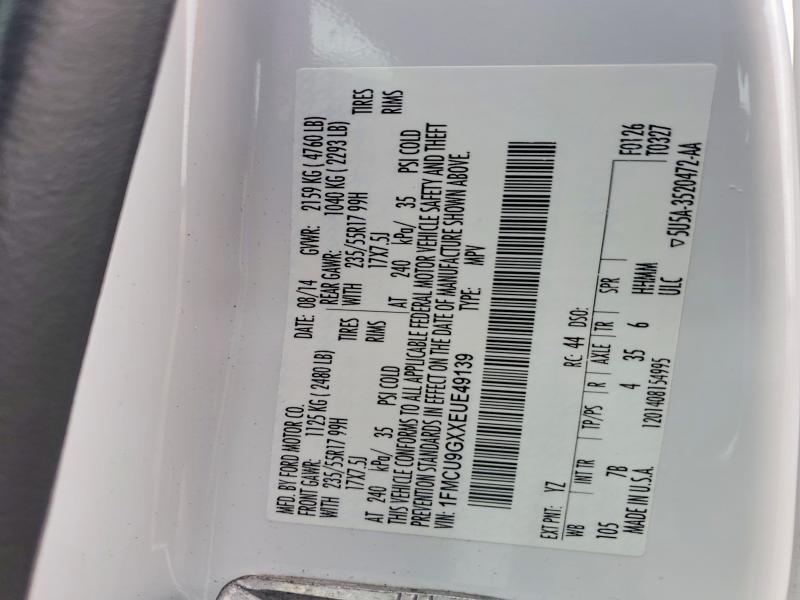 MFD. BY FORD MOTOR CO.
DATE: 08/14 GVWR: 2159 KG ( 4760 LB)
FRONT GAWR: 1125 KG ( 2480 LB) REAR GAWR: 1040 KG ( 2293 LB)
WITH 235/55R17 99H TIRES WITH 235/55R17 99H TIRES
17X7.5J RIMS 17X7.5J RIMS
AT 240 kPa/ 35 PSI COLD AT 240 kPa/ 35 PSI COLD
THIS VEHICLE CONFORMS TO ALL APPLICABLE FEDERAL MOTOR VEHICLE SAFETY AND THEFT
PREVENTION STANDARDS IN EFFECT ON THE DATE OF MANUFACTURE SHOWN ABOVE.
VIN: 1FMCU9GXXEUE49139 TYPE: MPV
F0126
T0327
EXT PNT: YZ RC: 44 DSO:
WB INT TR TP/PS R AXLE TR SPR
105 7B 4 35 6 H:HMM
MADE IN U.S.A. 1201408154995 ULC
▽ 5U5A-3520472-AA